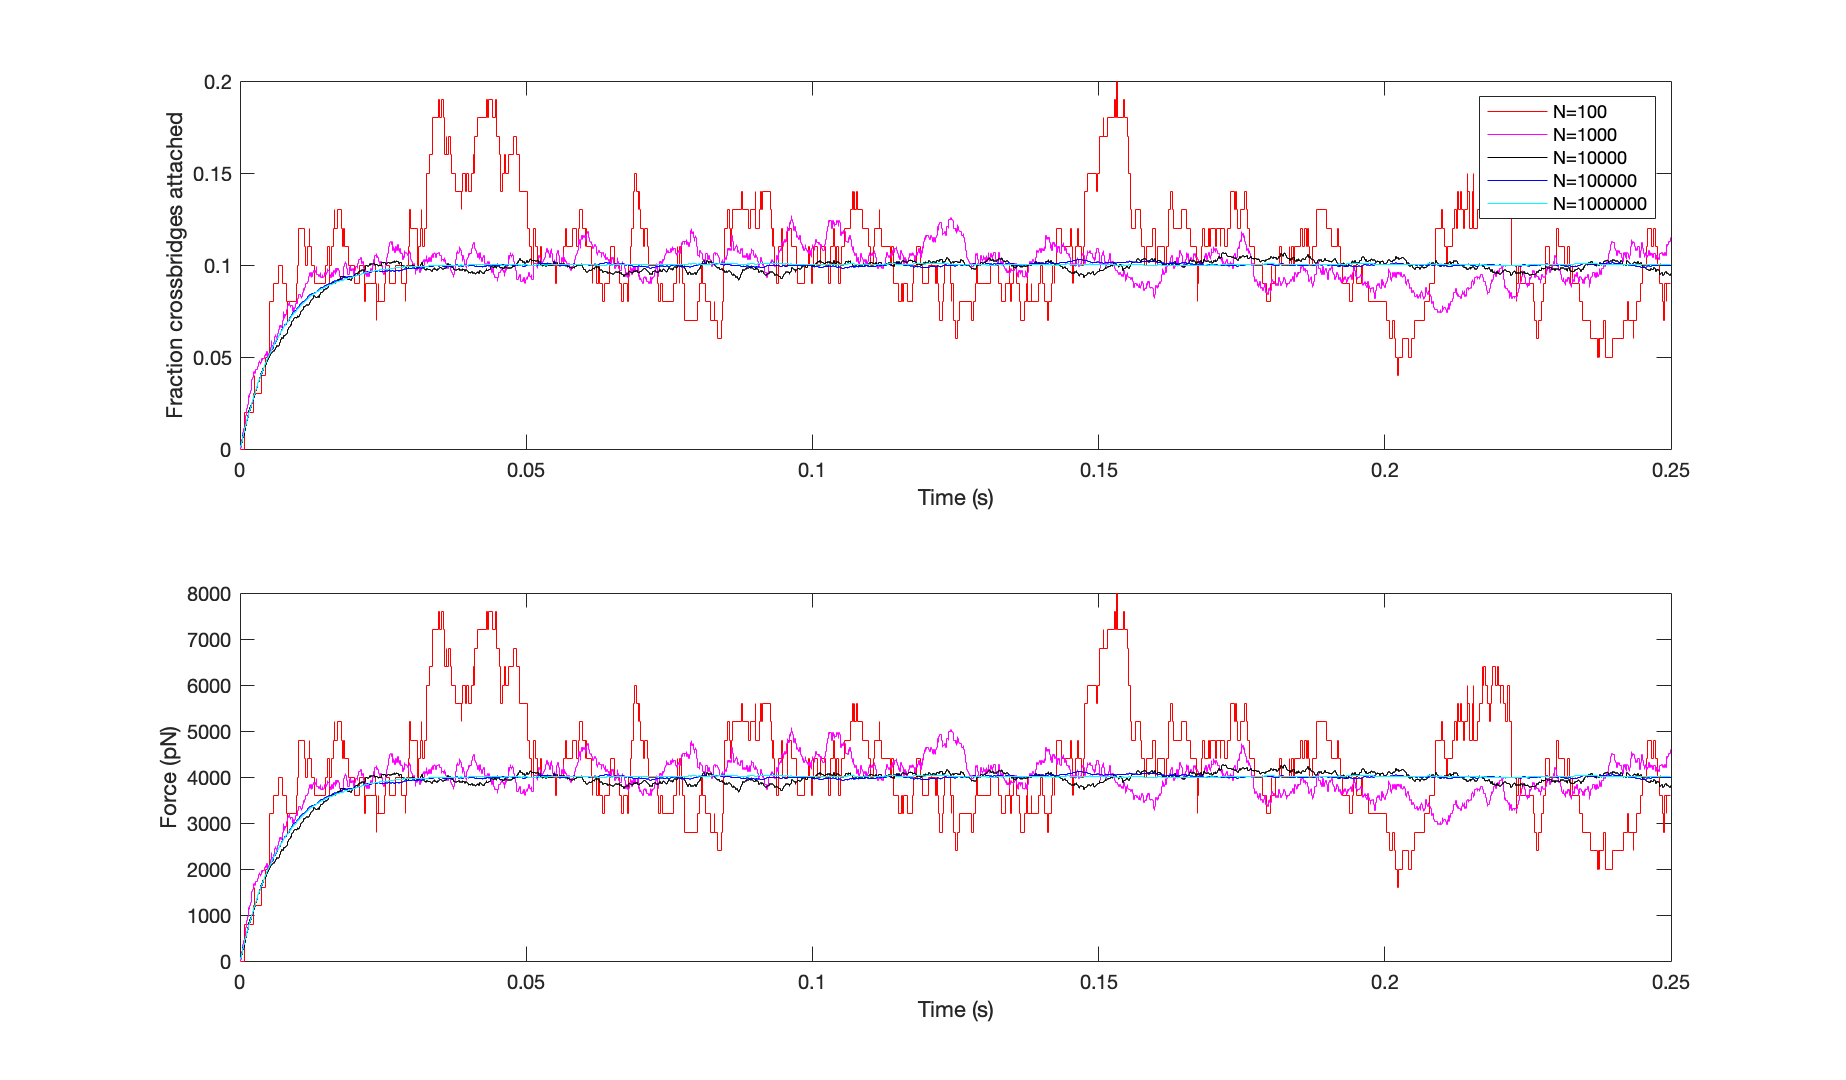 0.2
0.15
0.1
0.05
0
Fraction crossbridges attached
N=100
N=1000
N=10000
N=100000
N=1000000
0 0.05 0.1 0.15 0.2 0.25
Time (s)
8000
7000
6000
5000
4000
3000
2000
1000
0
Force (pN)
0 0.05 0.1 0.15 0.2 0.25
Time (s)